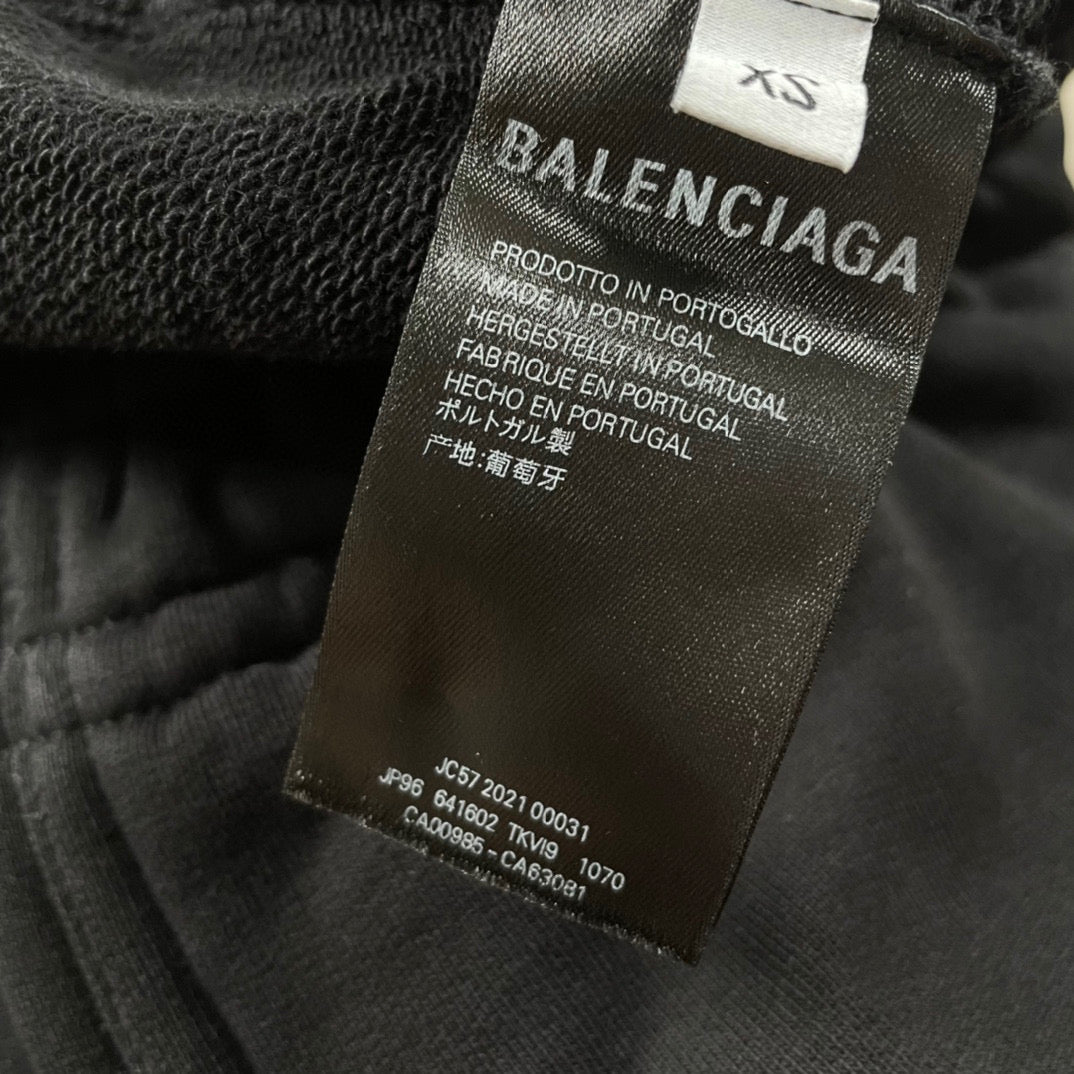 XS
BALENCIAGA
PRODOTTO IN PORTOGALLO
MADE IN PORTUGAL
HERGESTELLT IN PORTUGAL
FABRIQUE EN PORTUGAL
HECHO EN PORTUGAL
ポルトガル製
产地:葡萄牙
JC57 2021 00031
JP96 641602 TKVI9 1070
CA00985-CA63081